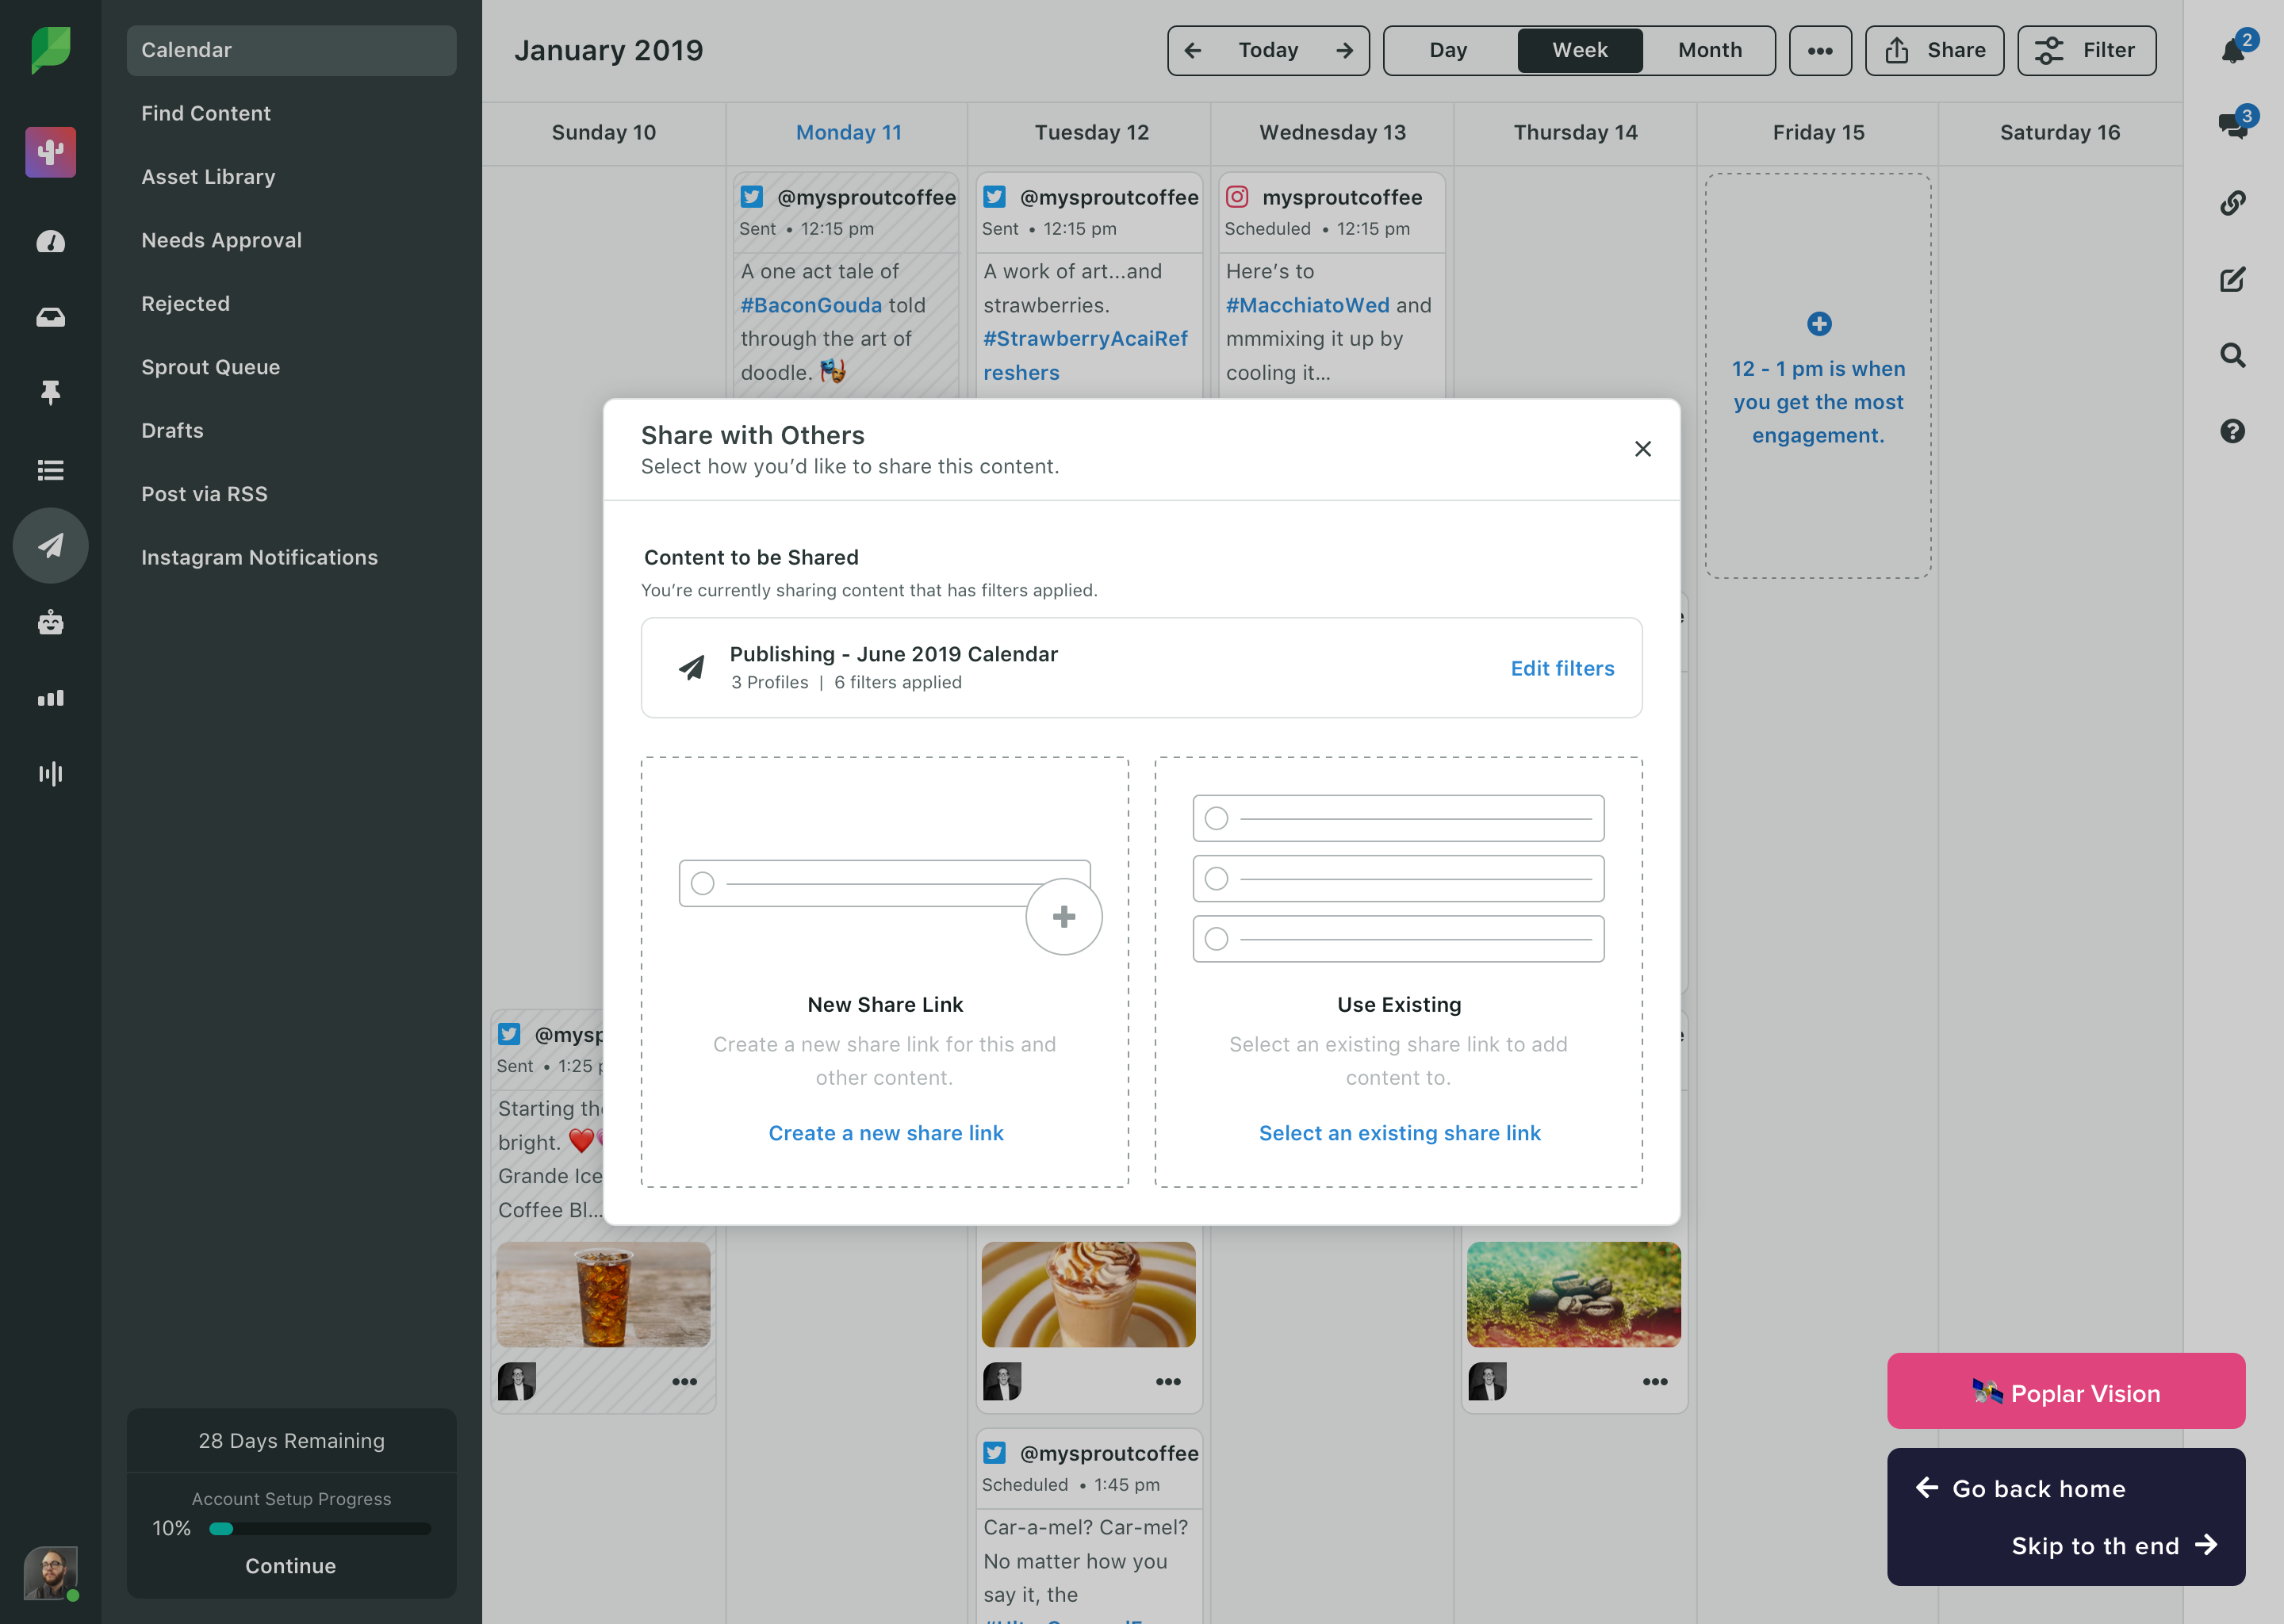 Calendar
Find Content
Asset Library
Needs Approval
Rejected
Sprout Queue
Drafts
Post via RSS
Instagram Notifications
28 Days Remaining
Account Setup Progress
10%
Continue
January 2019
Today
Day
Week
Month
Share
Filter
2
3
Sunday 10
Monday 11
Tuesday 12
Wednesday 13
Thursday 14
Friday 15
Saturday 16
@mysproutcoffee
Sent • 12:15 pm
A one act tale of
#BaconGouda told
through the art of
doodle.
@mysproutcoffee
Sent • 12:15 pm
A work of art...and
strawberries.
#StrawberryAcaiRef
reshers
mysproutcoffee
Scheduled • 12:15 pm
Here’s to
#MacchiatoWed and
mmmixing it up by
cooling it...
12 - 1 pm is when
you get the most
engagement.
Share with Others
Select how you’d like to share this content.
Content to be Shared
You’re currently sharing content that has filters applied.
Publishing - June 2019 Calendar
3 Profiles | 6 filters applied
Edit filters
New Share Link
Create a new share link for this and
other content.
Create a new share link
Use Existing
Select an existing share link to add
content to.
Select an existing share link
@mysp
Sent • 1:25 p
Starting the
bright.
Grande Ice
Coffee Bl...
@mysproutcoffee
Scheduled • 1:45 pm
Car-a-mel? Car-mel?
No matter how you
say it, the
Poplar Vision
Go back home
Skip to th end